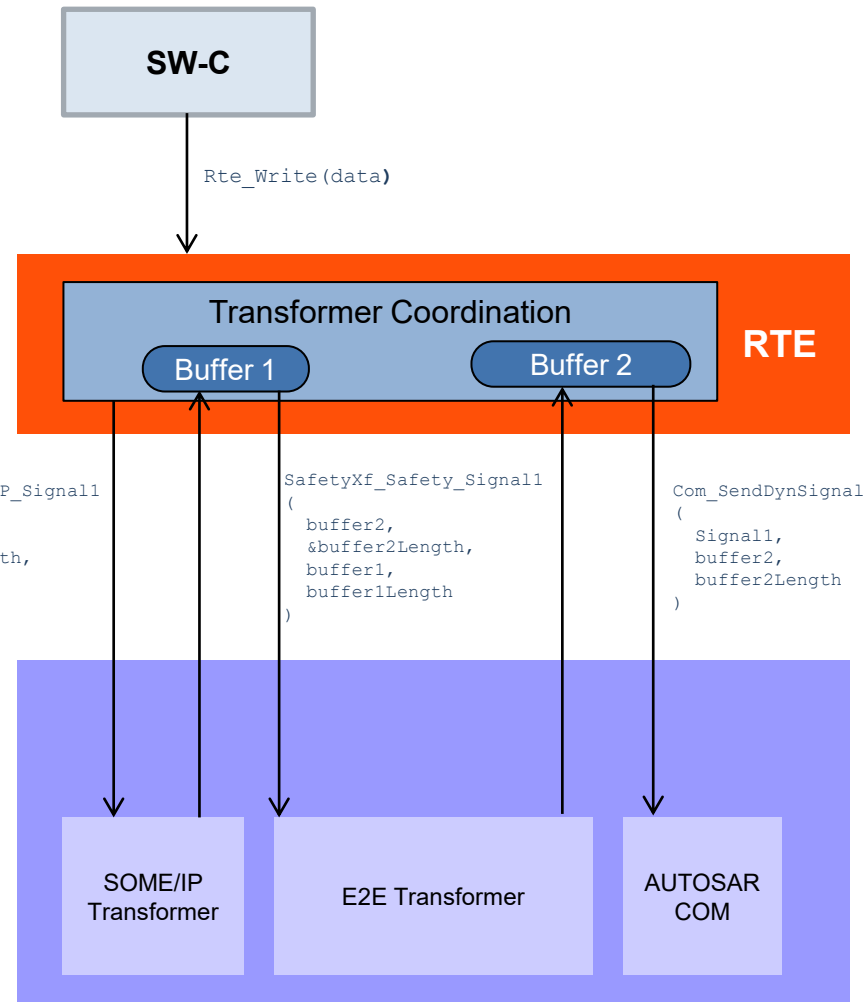 SW-C
Rte_Write(data)
Transformer Coordination
Buffer 1
Buffer 2
RTE
P_Signal1
th,
SafetyXf_Safety_Signal1
(
buffer2,
&buffer2Length,
buffer1,
buffer1Length
)
Com_SendDynSignal
(
Signal1,
buffer2,
buffer2Length
)
SOME/IP
Transformer
E2E Transformer
AUTOSAR
COM